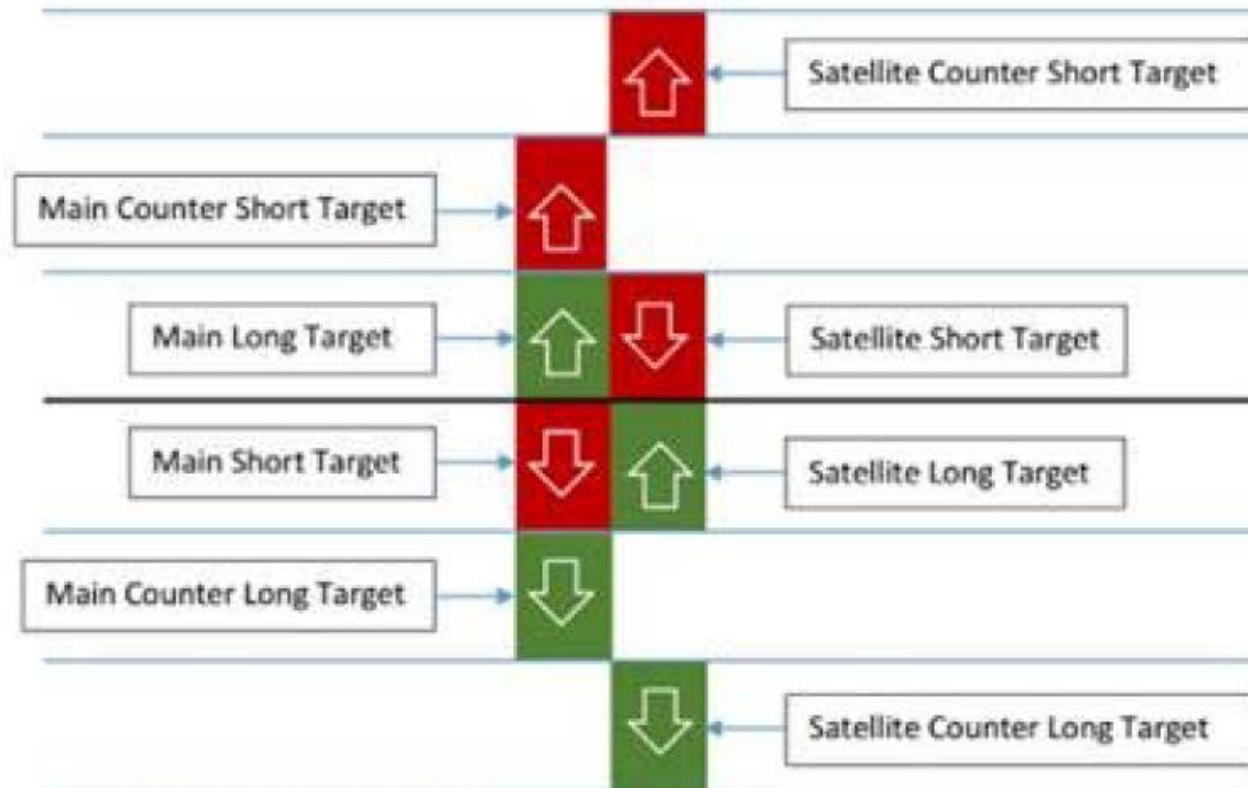 Satellite Counter Short Target
Main Counter Short Target
Main Long Target
Satellite Short Target
Main Short Target
Satellite Long Target
Main Counter Long Target
Satellite Counter Long Target